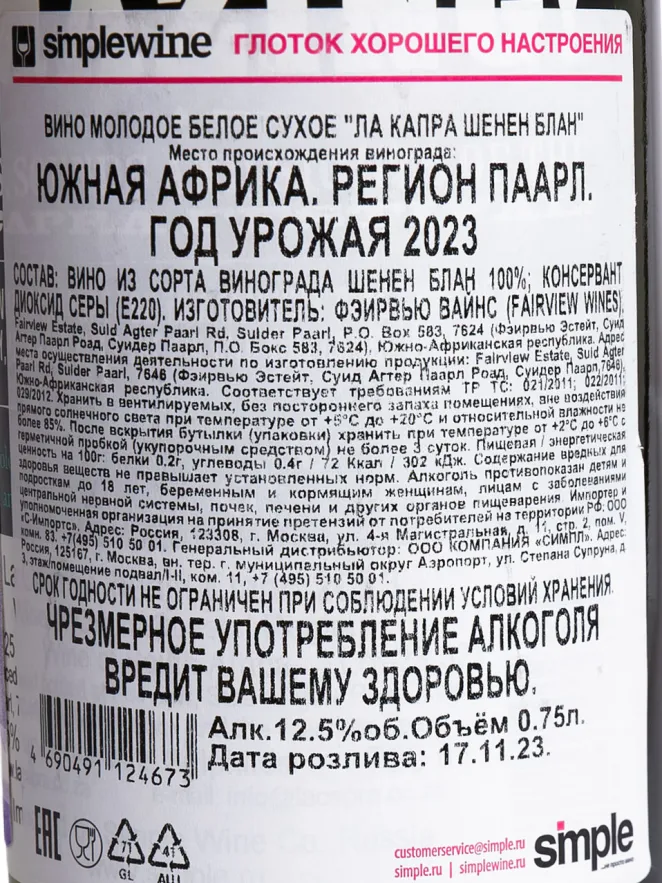 simplewine ГЛОТОК ХОРОШЕГО НАСТРОЕНИЯ
ВИНО МОЛОДОЕ БЕЛОЕ СУХОЕ "ЛА КАПРА ШЕНЕН БЛАН"
Место происхождения винограда:
ЮЖНАЯ АФРИКА. РЕГИОН ПААРЛ.
ГОД УРОЖАЯ 2023
СОСТАВ: ВИНО ИЗ СОРТА ВИНОГРАДА ШЕНЕН БЛАН 100%; КОНСЕРВАНТ
ДИОКСИД СЕРЫ (Е220). ИЗГОТОВИТЕЛЬ: ФЭИРВЬЮ ВАЙНС (FAIRVIEW WINES),
Fairview Estate, Suid Agter Paarl Rd, Suider Paarl, P.O. Box 583, 7624 (Фэирвью Эстейт, Суид
Агтер Паарл Роад, Суидер Паарл, П.О. Бокс 583, 7624), Южно-Африканская республика. Адрес
места осуществления деятельности по изготовлению продукции: Fairview Estate, Suid Agter
Paarl Rd, Suider Paarl, 7646 (Фэирвью Эстейт, Суид Агтер Паарл Роад, Суидер Паарл,7646),
Южно-Африканская республика. Соответствует требованиям ТР ТС: 021/2011; 022/2011;
029/2012. Хранить в вентилируемых, без постороннего запаха помещениях, вне воздействия
прямого солнечного света при температуре от +5°С до +20°С и относительной влажности не
более 85%. После вскрытия бутылки (упаковки) хранить при температуре от +2°С до +6°С с
герметичной пробкой (укупорочным средством) не более 3 суток. Пищевая / энергетическая
ценность на 100г: белки 0.2г, углеводы 0.4г / 72 Ккал / 302 кДж. Содержание вредных для
здоровья веществ не превышает установленных норм. Алкоголь противопоказан детям и
подросткам до 18 лет, беременным и кормящим женщинам, лицам с заболеваниями
центральной нервной системы, почек, печени и других органов пищеварения. Импортер и
уполномоченная организация на принятие претензий от потребителей на территории РФ: ООО
«С-Импортс». Адрес: Россия, 123308, г. Москва, ул. 4-я Магистральная, д. 11, стр. 2, пом. V,
комн. 83. +7(495) 510 50 01. Генеральный дистрибьютор: ООО КОМПАНИЯ «СИМПЛ». Адрес:
Россия, 125167, г. Москва, вн. тер. г. муниципальный округ Аэропорт, ул. Степана Супруна, д.
3, этаж/помещение подвал/I-II, ком. 11, +7 (495) 510 50 01.
СРОК ГОДНОСТИ НЕ ОГРАНИЧЕН ПРИ СОБЛЮДЕНИИ УСЛОВИЙ ХРАНЕНИЯ.
ЧРЕЗМЕРНОЕ УПОТРЕБЛЕНИЕ АЛКОГОЛЯ
ВРЕДИТ ВАШЕМУ ЗДОРОВЬЮ.
Алк.12.5%об.Объём 0.75л.
Дата розлива: 17.11.23.
4 690491 124673
EAC
71
GL
41
ALU
customerservice@simple.ru
simple.ru | simplewine.ru
simple